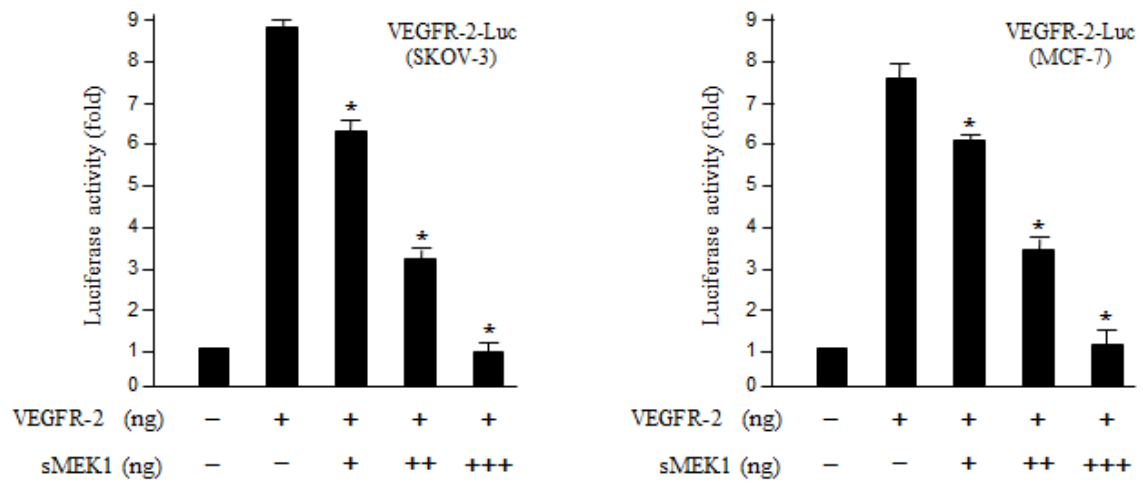 VEGFR-2-Luc
(SKOV-3)
Luciferase activity (fold)
9
8
7
6
5
4
3
2
1
0
*
*
*
VEGFR-2 (ng) – + + + +
sMEK1 (ng) – – + ++ +++
VEGFR-2-Luc
(MCF-7)
Luciferase activity (fold)
9
8
7
6
5
4
3
2
1
0
*
*
*
VEGFR-2 (ng) – + + + +
sMEK1 (ng) – – + ++ +++